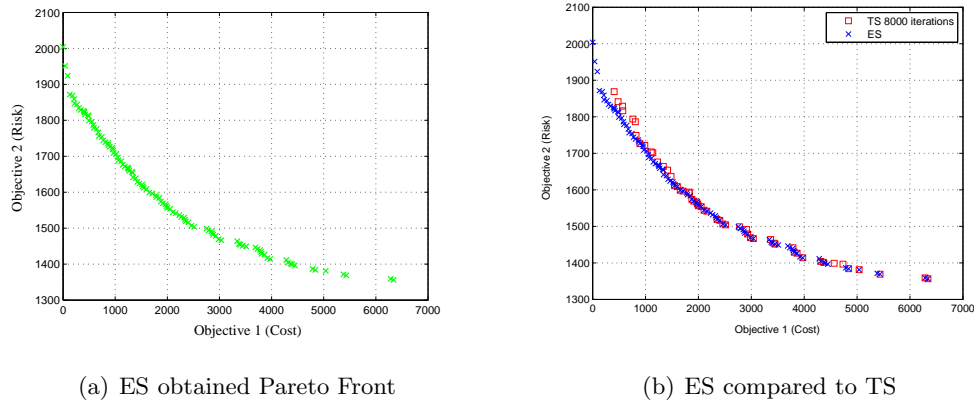 2100
2000
1900
1800
1700
1600
1500
1400
1300
0 1000 2000 3000 4000 5000 6000 7000
Objective 2 (Risk)
Objective 1 (Cost)
(a) ES obtained Pareto Front
TS 8000 iterations
ES
2100
2000
1900
1800
1700
1600
1500
1400
1300
0 1000 2000 3000 4000 5000 6000 7000
Objective 2 (Risk)
Objective 1 (Cost)
(b) ES compared to TS